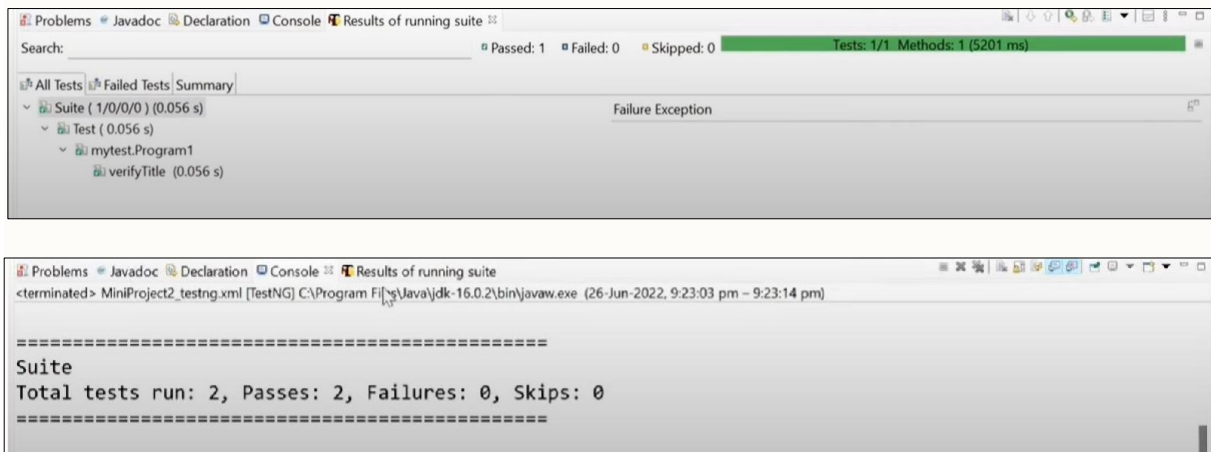 Problems Javadoc Declaration Console Results of running suite
Search: Passed: 1 Failed: 0 Skipped: 0 Tests: 1/1 Methods: 1 (5201 ms)
All Tests Failed Tests Summary
Suite ( 1/0/0/0 ) (0.056 s) Failure Exception
Test ( 0.056 s)
mytest.Program1
verifyTitle (0.056 s)
Problems Javadoc Declaration Console Results of running suite
<terminated> MiniProject2_testng.xml [TestNG] C:\Program Files\Java\jdk-16.0.2\bin\javaw.exe (26-Jun-2022, 9:23:03 pm – 9:23:14 pm)
===============================================
Suite
Total tests run: 2, Passes: 2, Failures: 0, Skips: 0
===============================================